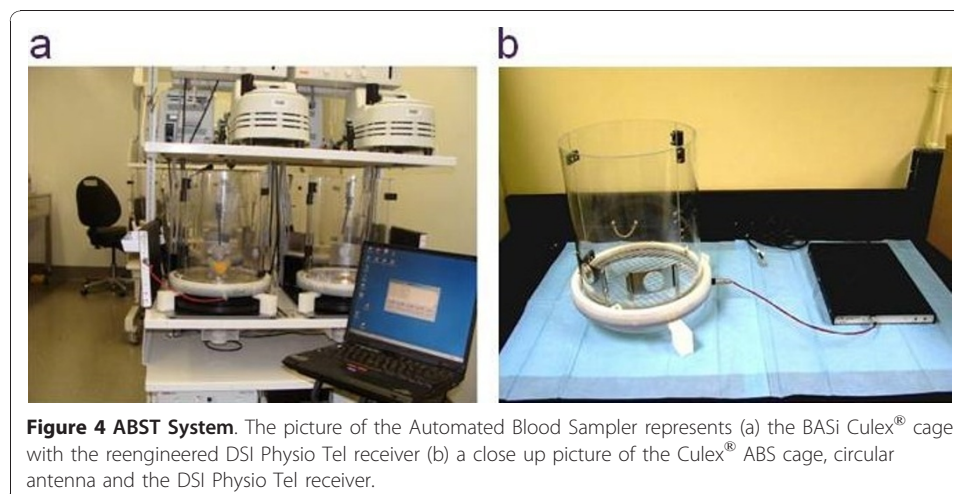 a
b
Figure 4 ABST System. The picture of the Automated Blood Sampler represents (a) the BASi Culex® cage
with the reengineered DSI Physio Tel receiver (b) a close up picture of the Culex® ABS cage, circular
antenna and the DSI Physio Tel receiver.